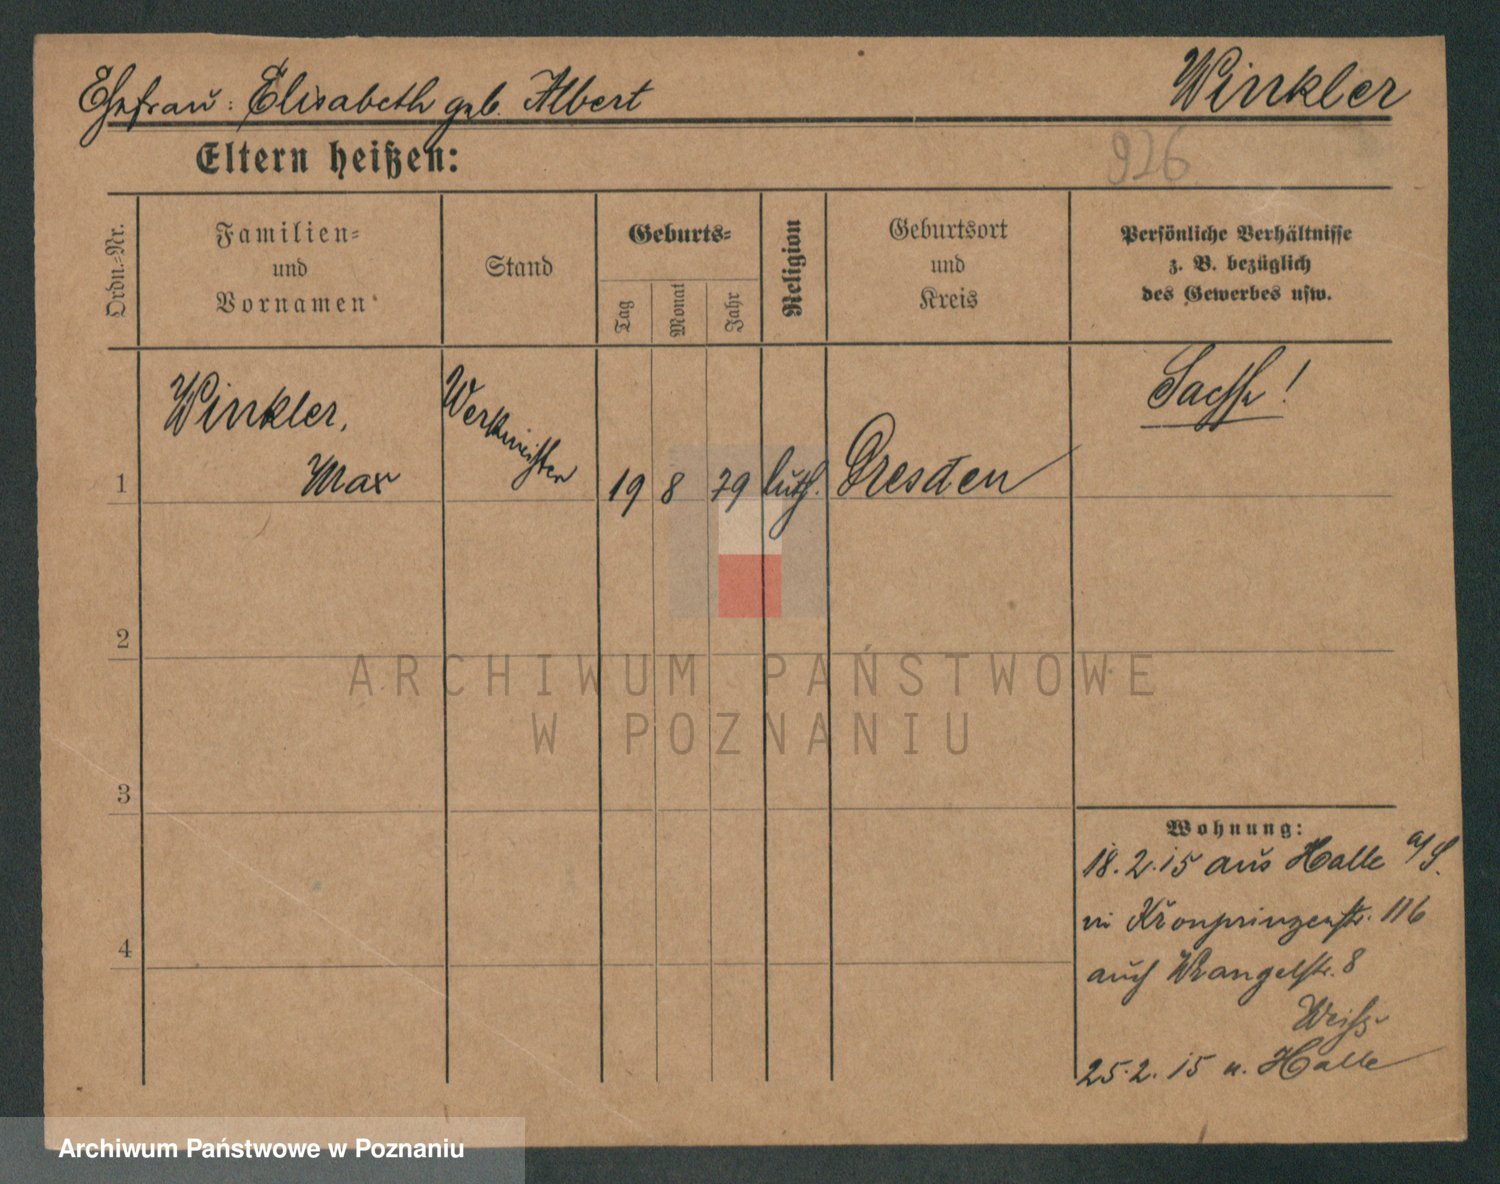 Ehefrau: Elisabeth geb. Albert
Winkler
Eltern heißen:
926
Ordn.-Nr.
Familien-
und
Vornamen
Stand
Geburts-
Tag
Monat
Jahr
Religion
Geburtsort
und
Kreis
Persönliche Verhältnisse
z. B. bezüglich
des Gewerbes usw.
1
Winkler,
Max
Werkmeister
19
8
79
luth.
Dresden
Sachse!
2
3
4
Wohnung:
18.2.15 aus Halle a/S.
in Kronprinzenstr. 116
auch Wrangelstr. 8
25.2.15 n. Halle
ARCHIWUM PAŃSTWOWE
W POZNANIU
Archiwum Państwowe w Poznaniu